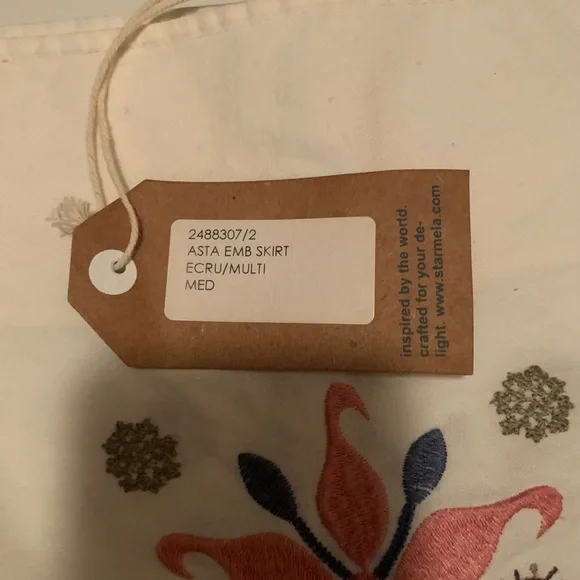 2488307/2
ASTA EMB SKIRT
ECRU/MULTI
MED
inspired by the world.
crafted for your de-
light. www.starmela.com